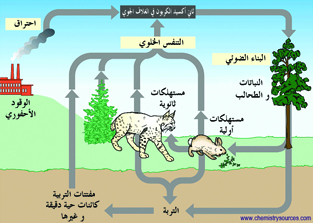 ثاني أكسيد الكربون في الغلاف الجوي
احتراق
التنفس الخلوي
البناء الضوئي
النباتات
و الطحالب
مستهلكات
ثانوية
مستهلكات
أولية
الوقود
الأحفوري
مفتتات التربية
كائنات حية دقيقة
و غيرها
التربة
www.chemistrysources.com